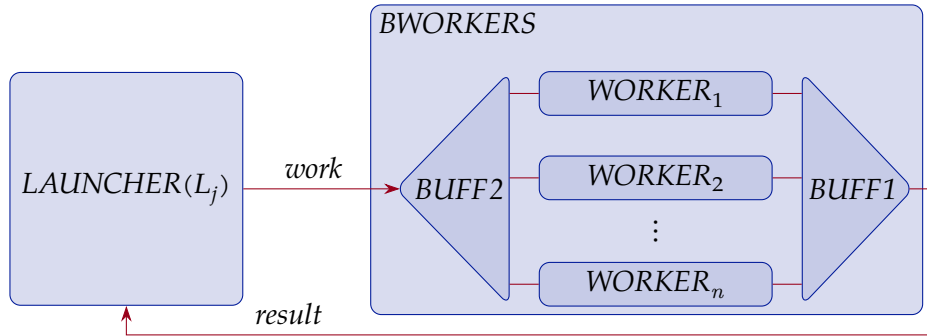 BWORKERS
WORKER₁
LAUNCHER(Lⱼ)
work
BUFF2
WORKER₂
BUFF1
⋮
WORKERₙ
result